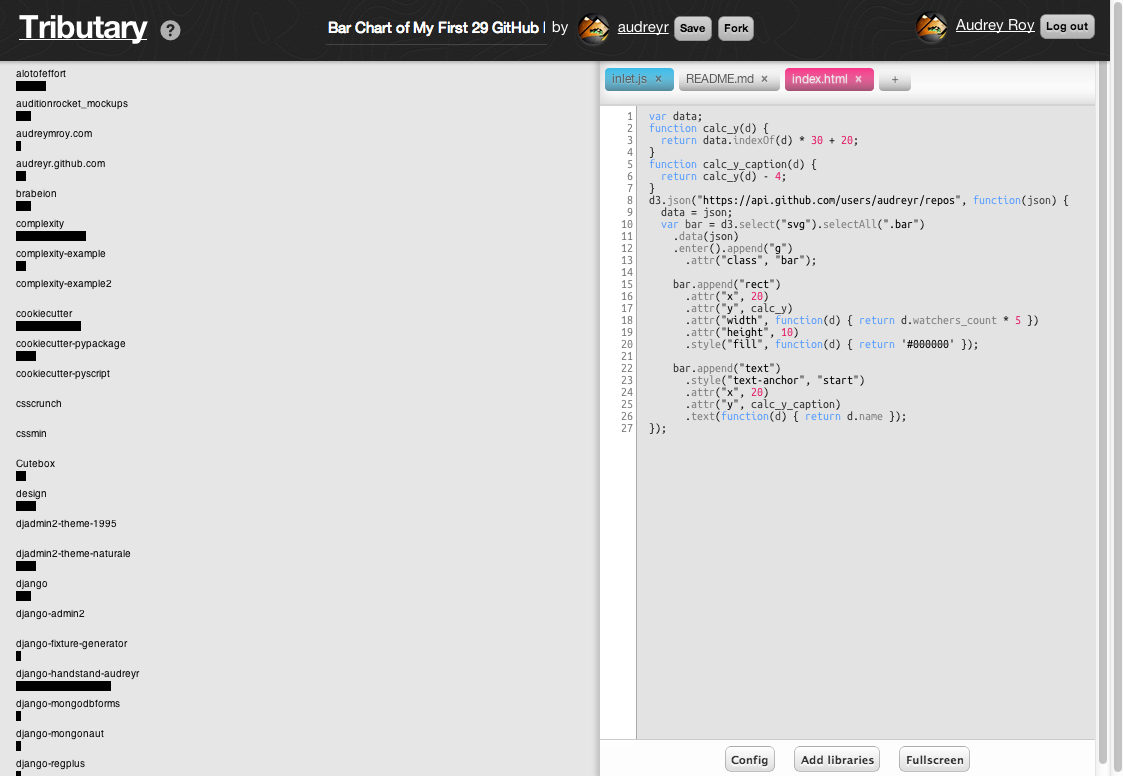 Tributary ?
Bar Chart of My First 29 GitHub by audreyr Save Fork
Audrey Roy Log out
alotofeffort
auditionrocket_mockups
audreymroy.com
audreyr.github.com
brabeion
complexity
complexity-example
complexity-example2
cookiecutter
cookiecutter-pypackage
cookiecutter-pyscript
csscrunch
cssmin
Cutebox
design
djadmin2-theme-1995
djadmin2-theme-naturale
django
django-admin2
django-fixture-generator
django-handstand-audreyr
django-mongodbforms
django-mongonaut
django-regplus
inlet.js × README.md × index.html × +
1 var data;
2 function calc_y(d) {
3 return data.indexOf(d) * 30 + 20;
4 }
5 function calc_y_caption(d) {
6 return calc_y(d) - 4;
7 }
8 d3.json("https://api.github.com/users/audreyr/repos", function(json) {
9 data = json;
10 var bar = d3.select("svg").selectAll(".bar")
11 .data(json)
12 .enter().append("g")
13 .attr("class", "bar");
14
15 bar.append("rect")
16 .attr("x", 20)
17 .attr("y", calc_y)
18 .attr("width", function(d) { return d.watchers_count * 5 })
19 .attr("height", 10)
20 .style("fill", function(d) { return '#000000' });
21
22 bar.append("text")
23 .style("text-anchor", "start")
24 .attr("x", 20)
25 .attr("y", calc_y_caption)
26 .text(function(d) { return d.name });
27 });
Config Add libraries Fullscreen